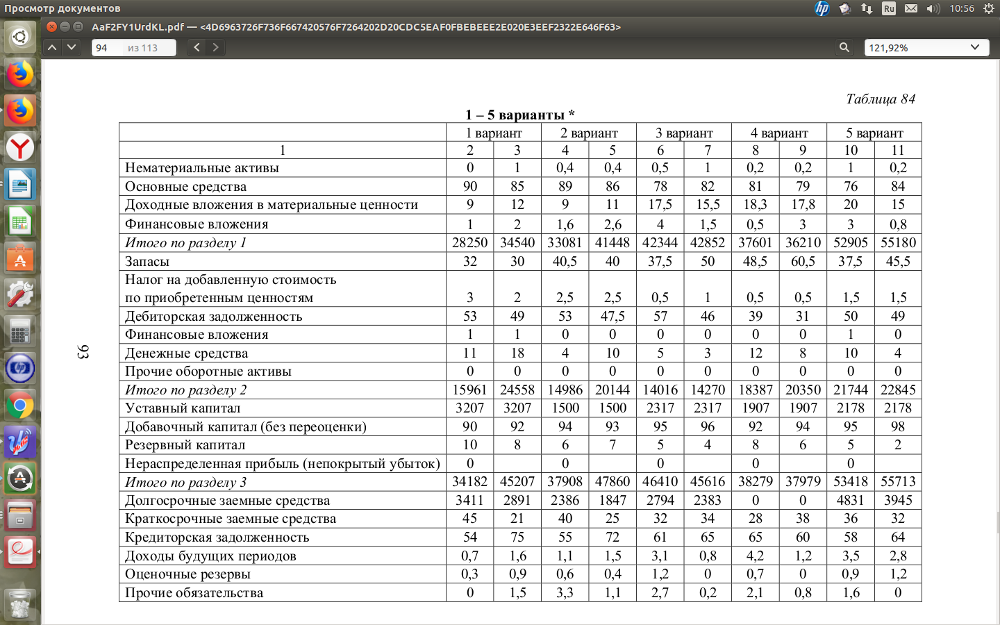 Просмотр документов
Ru
10:56
AaF2FY1UrdKL.pdf — <4D6963726F736F667420576F7264202D20CDC5EAF0FBEBEEE2E020E3EEF2322E646F63>
94 из 113
121,92%
Таблица 84
1 – 5 варианты *
1 вариант 2 вариант 3 вариант 4 вариант 5 вариант
1 2 3 4 5 6 7 8 9 10 11
Нематериальные активы 0 1 0,4 0,4 0,5 1 0,2 0,2 1 0,2
Основные средства 90 85 89 86 78 82 81 79 76 84
Доходные вложения в материальные ценности 9 12 9 11 17,5 15,5 18,3 17,8 20 15
Финансовые вложения 1 2 1,6 2,6 4 1,5 0,5 3 3 0,8
Итого по разделу 1 28250 34540 33081 41448 42344 42852 37601 36210 52905 55180
Запасы 32 30 40,5 40 37,5 50 48,5 60,5 37,5 45,5
Налог на добавленную стоимость
по приобретенным ценностям 3 2 2,5 2,5 0,5 1 0,5 0,5 1,5 1,5
Дебиторская задолженность 53 49 53 47,5 57 46 39 31 50 49
Финансовые вложения 1 1 0 0 0 0 0 0 1 0
Денежные средства 11 18 4 10 5 3 12 8 10 4
Прочие оборотные активы 0 0 0 0 0 0 0 0 0 0
Итого по разделу 2 15961 24558 14986 20144 14016 14270 18387 20350 21744 22845
Уставный капитал 3207 3207 1500 1500 2317 2317 1907 1907 2178 2178
Добавочный капитал (без переоценки) 90 92 94 93 95 96 92 94 95 98
Резервный капитал 10 8 6 7 5 4 8 6 5 2
Нераспределенная прибыль (непокрытый убыток) 0 0 0 0 0
Итого по разделу 3 34182 45207 37908 47860 46410 45616 38279 37979 53418 55713
Долгосрочные заемные средства 3411 2891 2386 1847 2794 2383 0 0 4831 3945
Краткосрочные заемные средства 45 21 40 25 32 34 28 38 36 32
Кредиторская задолженность 54 75 55 72 61 65 65 60 58 64
Доходы будущих периодов 0,7 1,6 1,1 1,5 3,1 0,8 4,2 1,2 3,5 2,8
Оценочные резервы 0,3 0,9 0,6 0,4 1,2 0 0,7 0 0,9 1,2
Прочие обязательства 0 1,5 3,3 1,1 2,7 0,2 2,1 0,8 1,6 0
93